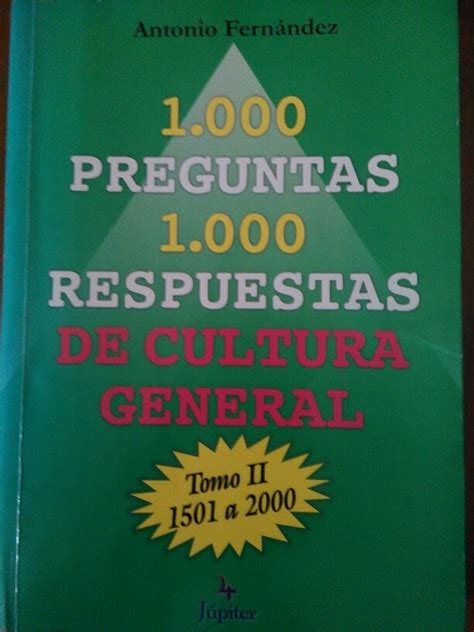 Antonio Fernández
1.000
PREGUNTAS
1.000
RESPUESTAS
DE CULTURA
GENERAL
Tomo II
1501 a 2000
Júpiter